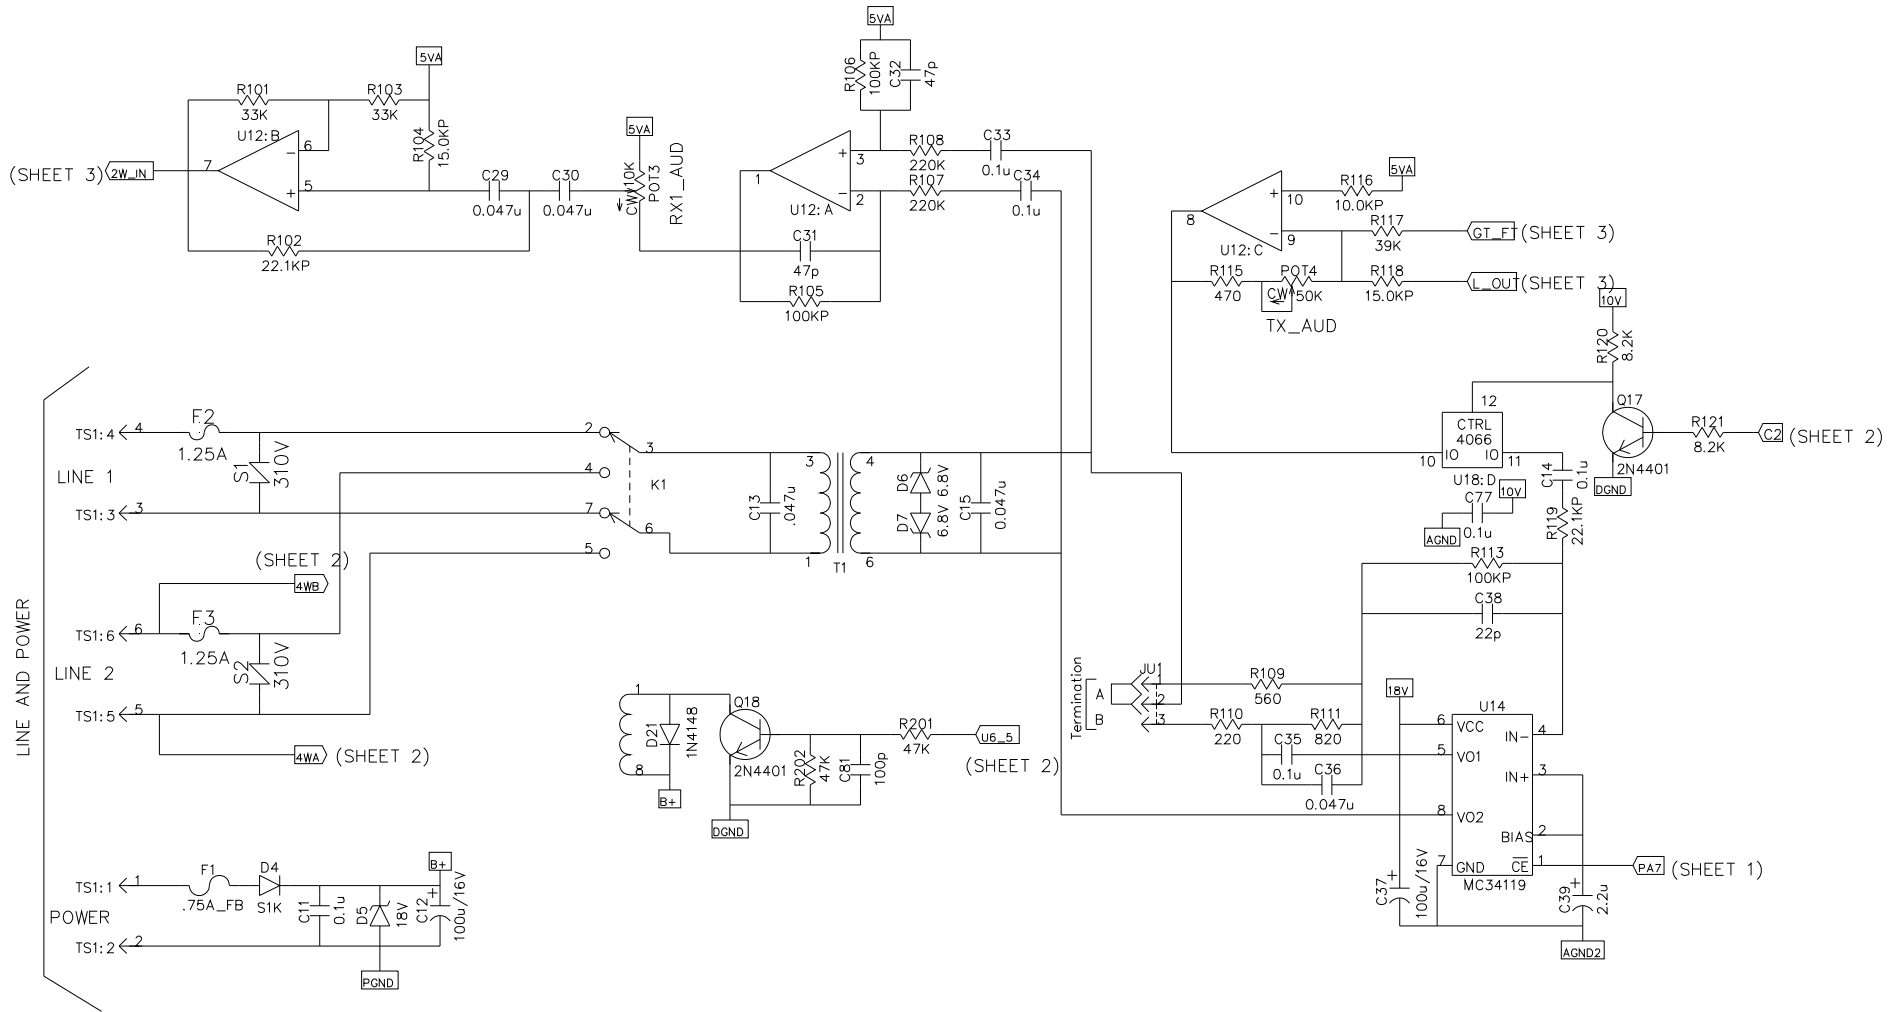 5VA
R101
33K
R103
33K
5VA
R104
15.0KP
U12:B
6
5
7
(SHEET 3)
2W_IN
R102
22.1KP
C29
0.047u
C30
0.047u
5VA
10K
CW
POT3
RX1_AUD
R106
100KP
C32
47p
1
3
2
U12:A
R108
220K
C33
0.1u
R107
220K
C34
0.1u
C31
47p
R105
100KP
5VA
R116
10.0KP
10
9
8
U12:C
R117
39K
GT_FT
(SHEET 3)
R115
470
POT4
CW
50K
R118
15.0KP
L_OUT
(SHEET 3)
TX_AUD
10V
R120
8.2K
Q17
2N4401
R121
8.2K
C2
(SHEET 2)
DGND
12
CTRL
4066
10
IO
IO
11
U18:D
C14
0.1u
10V
C77
0.1u
AGND
R119
22.1KP
LINE AND POWER
TS1:4
4
F2
1.25A
S1
310V
LINE 1
TS1:3
3
2
3
4
K1
7
6
5
C13
.047u
3
1
T1
4
6
D6
6.8V
D7
6.8V
C15
0.047u
(SHEET 2)
4WB
TS1:6
6
F3
1.25A
S2
310V
LINE 2
TS1:5
5
4WA
(SHEET 2)
1
8
D21
1N4148
B+
Q18
2N4401
DGND
R202
47K
C81
100p
R201
47K
U6_5
(SHEET 2)
R113
100KP
C38
22p
Termination
A
B
JU1
1
2
3
R109
560
R110
220
R111
820
C35
0.1u
C36
0.047u
18V
U14
6
VCC
IN-
4
5
VO1
IN+
3
8
VO2
BIAS
2
7
GND
CE
1
MC34119
PA7
(SHEET 1)
C37
+
100u/16V
C39
+
2.2u
AGND2
TS1:1
1
F1
.75A_FB
D4
S1K
B+
POWER
C11
0.1u
D5
18V
C12
+
100u/16V
TS1:2
2
PGND